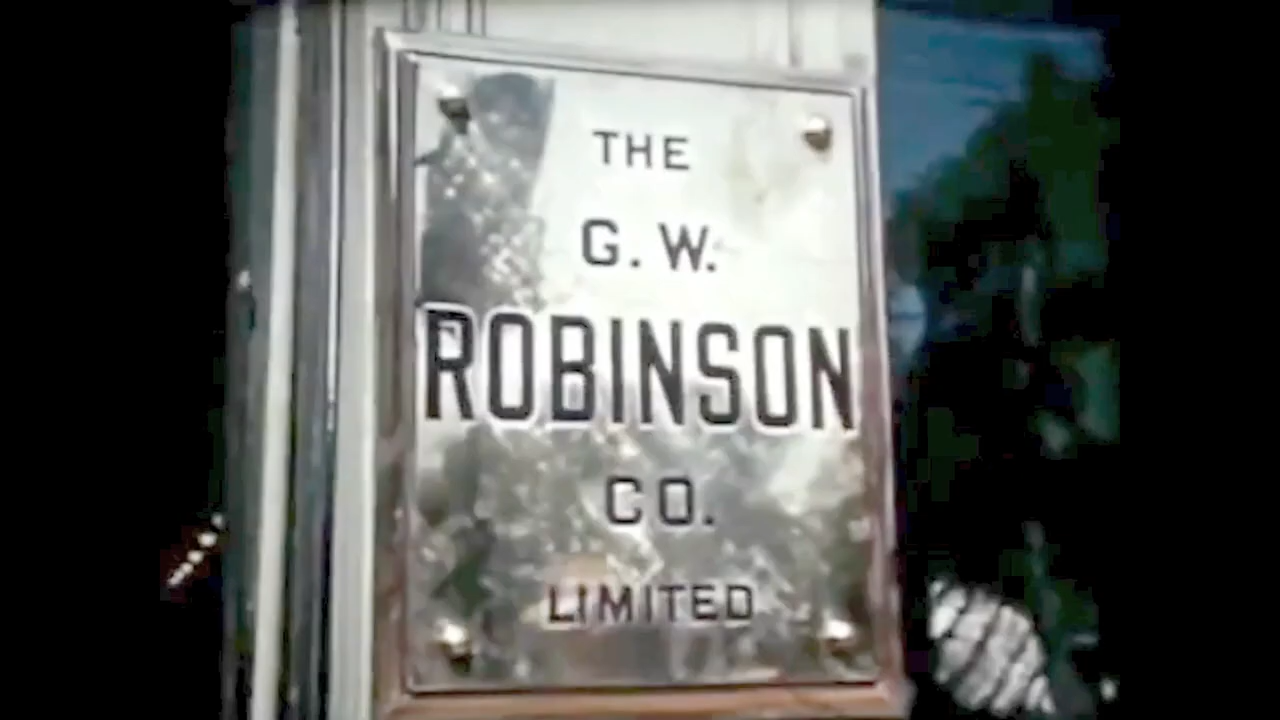 THE
G. W.
ROBINSON
CO.
LIMITED